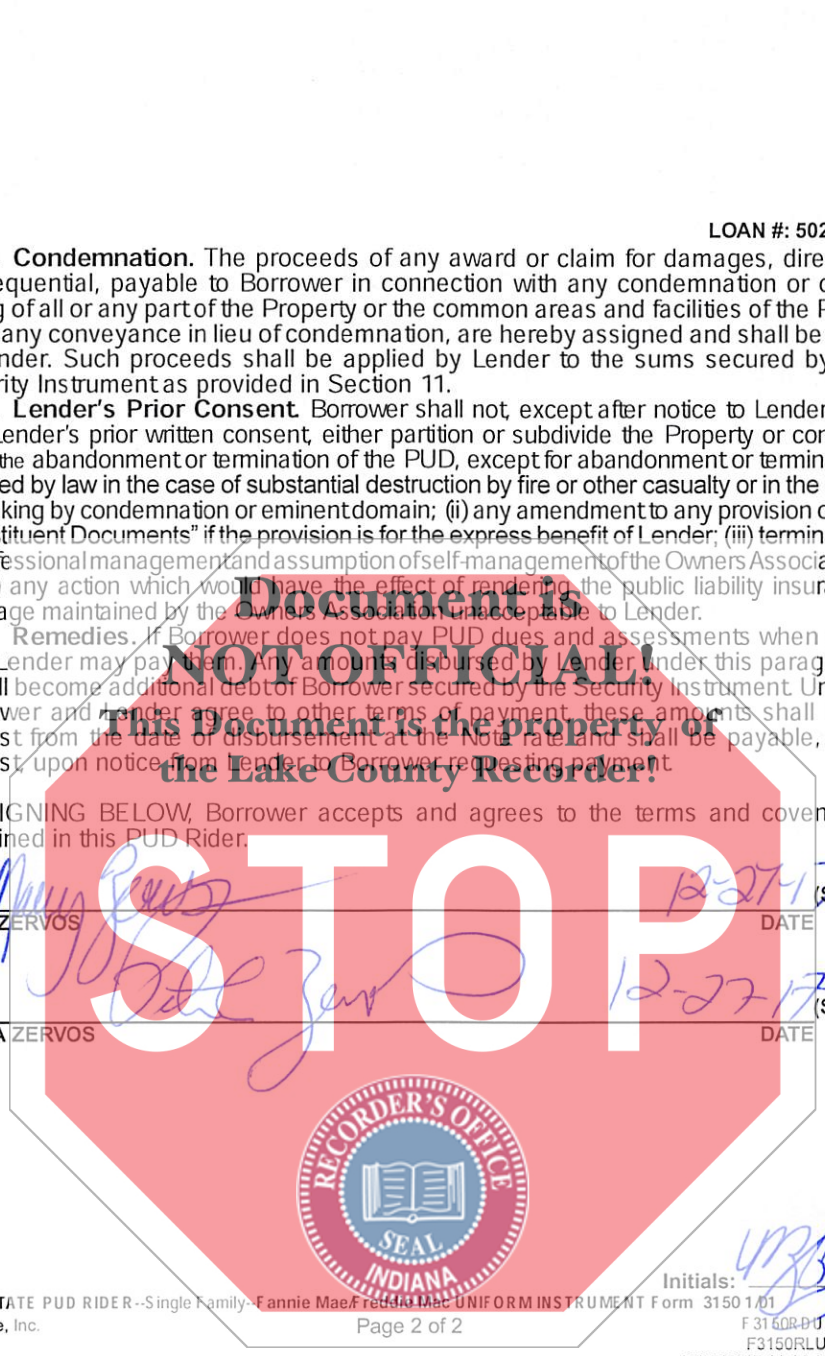 LOAN #: 502
Condemnation. The proceeds of any award or claim for damages, dire
equential, payable to Borrower in connection with any condemnation or
g of all or any part of the Property or the common areas and facilities of the
any conveyance in lieu of condemnation, are hereby assigned and shall be
nder. Such proceeds shall be applied by Lender to the sums secured by
rity Instrument as provided in Section 11.
Lender's Prior Consent. Borrower shall not, except after notice to Lender
Lender's prior written consent, either partition or subdivide the Property or con
the abandonment or termination of the PUD, except for abandonment or termin
ed by law in the case of substantial destruction by fire or other casualty or in the
king by condemnation or eminent domain; (ii) any amendment to any provision
tituent Documents" if the provision is for the express benefit of Lender; (iii) termin
fessional management and assumption of self-management of the Owners Associa
any action which would have the effect of rendering the public liability insur
age maintained by the Owners Association unacceptable to Lender.
Document is
Remedies. If Borrower does not pay PUD dues and assessments when
Lender may pay them. Any amounts disbursed by Lender under this parag
NOT OFFICIAL!
ll become additional debt of Borrower secured by the Security Instrument. Un
wer and Lender agree to other terms of payment, these amounts shall
This Document is the property of
st from the date of disbursement at the Note rate and shall be payable,
st, upon notice from Lender to Borrower requesting payment.
the Lake County Recorder!
IGNING BELOW, Borrower accepts and agrees to the terms and coven
ined in this PUD Rider.
STOP
12-27-17
ZERVOS DATE
12-27-17
A ZERVOS DATE
RECORDER'S OFFICE
SEAL
INDIANA
Initials:
TATE PUD RIDER--Single Family--Fannie Mae/Freddie Mac UNIFORM INSTRUMENT Form 3150 1/01
e, Inc. Page 2 of 2 F3150RDU
F3150RLU